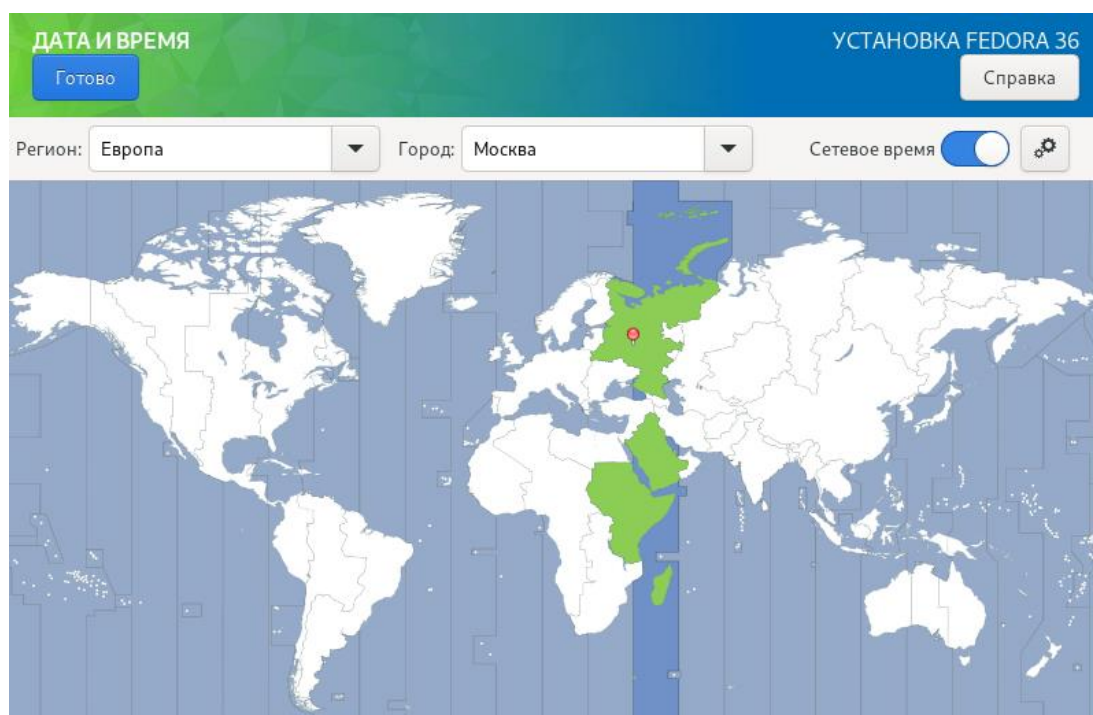 ДАТА И ВРЕМЯ
УСТАНОВКА FEDORA 36
Готово
Справка
Регион: Европа
Город: Москва
Сетевое время